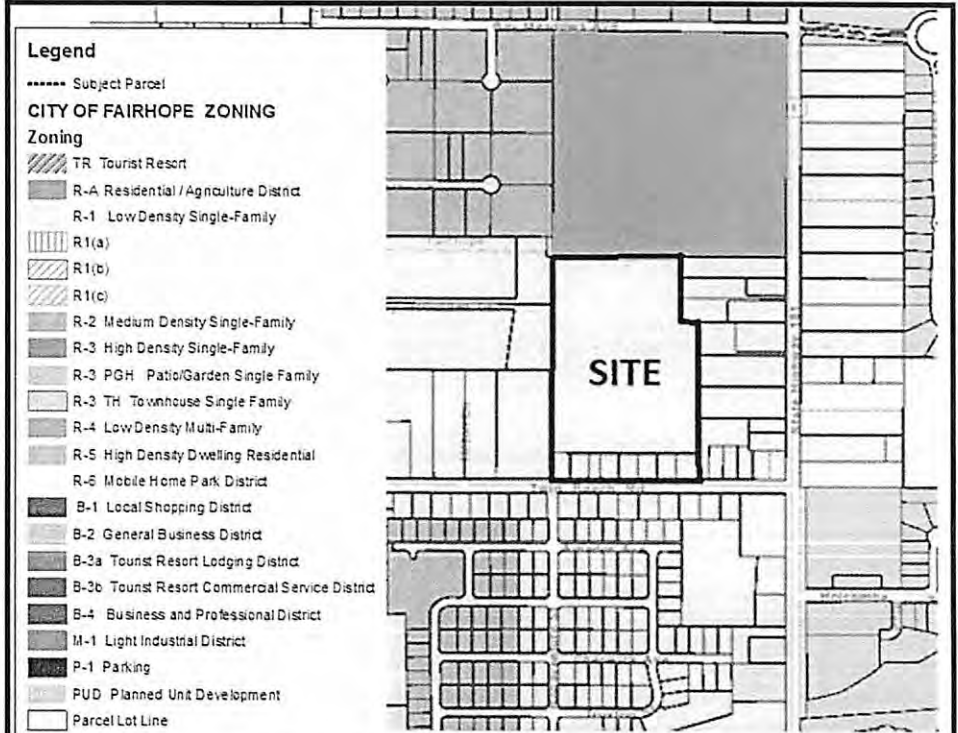 Legend
Subject Parcel
CITY OF FAIRHOPE ZONING
Zoning
TR Tourist Resort
R-A Residential / Agriculture District
R-1 Low Density Single-Family
R1(a)
R1(b)
R1(c)
R-2 Medium Density Single-Family
R-3 High Density Single-Family
R-3 PGH Patio/Garden Single Family
R-3 TH Townhouse Single Family
R-4 Low Density Multi-Family
R-5 High Density Dwelling Residential
R-6 Mobile Home Park District
B-1 Local Shopping District
B-2 General Business District
B-3a Tourist Resort Lodging District
B-3b Tourist Resort Commercial Service District
B-4 Business and Professional District
M-1 Light Industrial District
P-1 Parking
PUD Planned Unit Development
Parcel Lot Line
SITE
State Highway 181